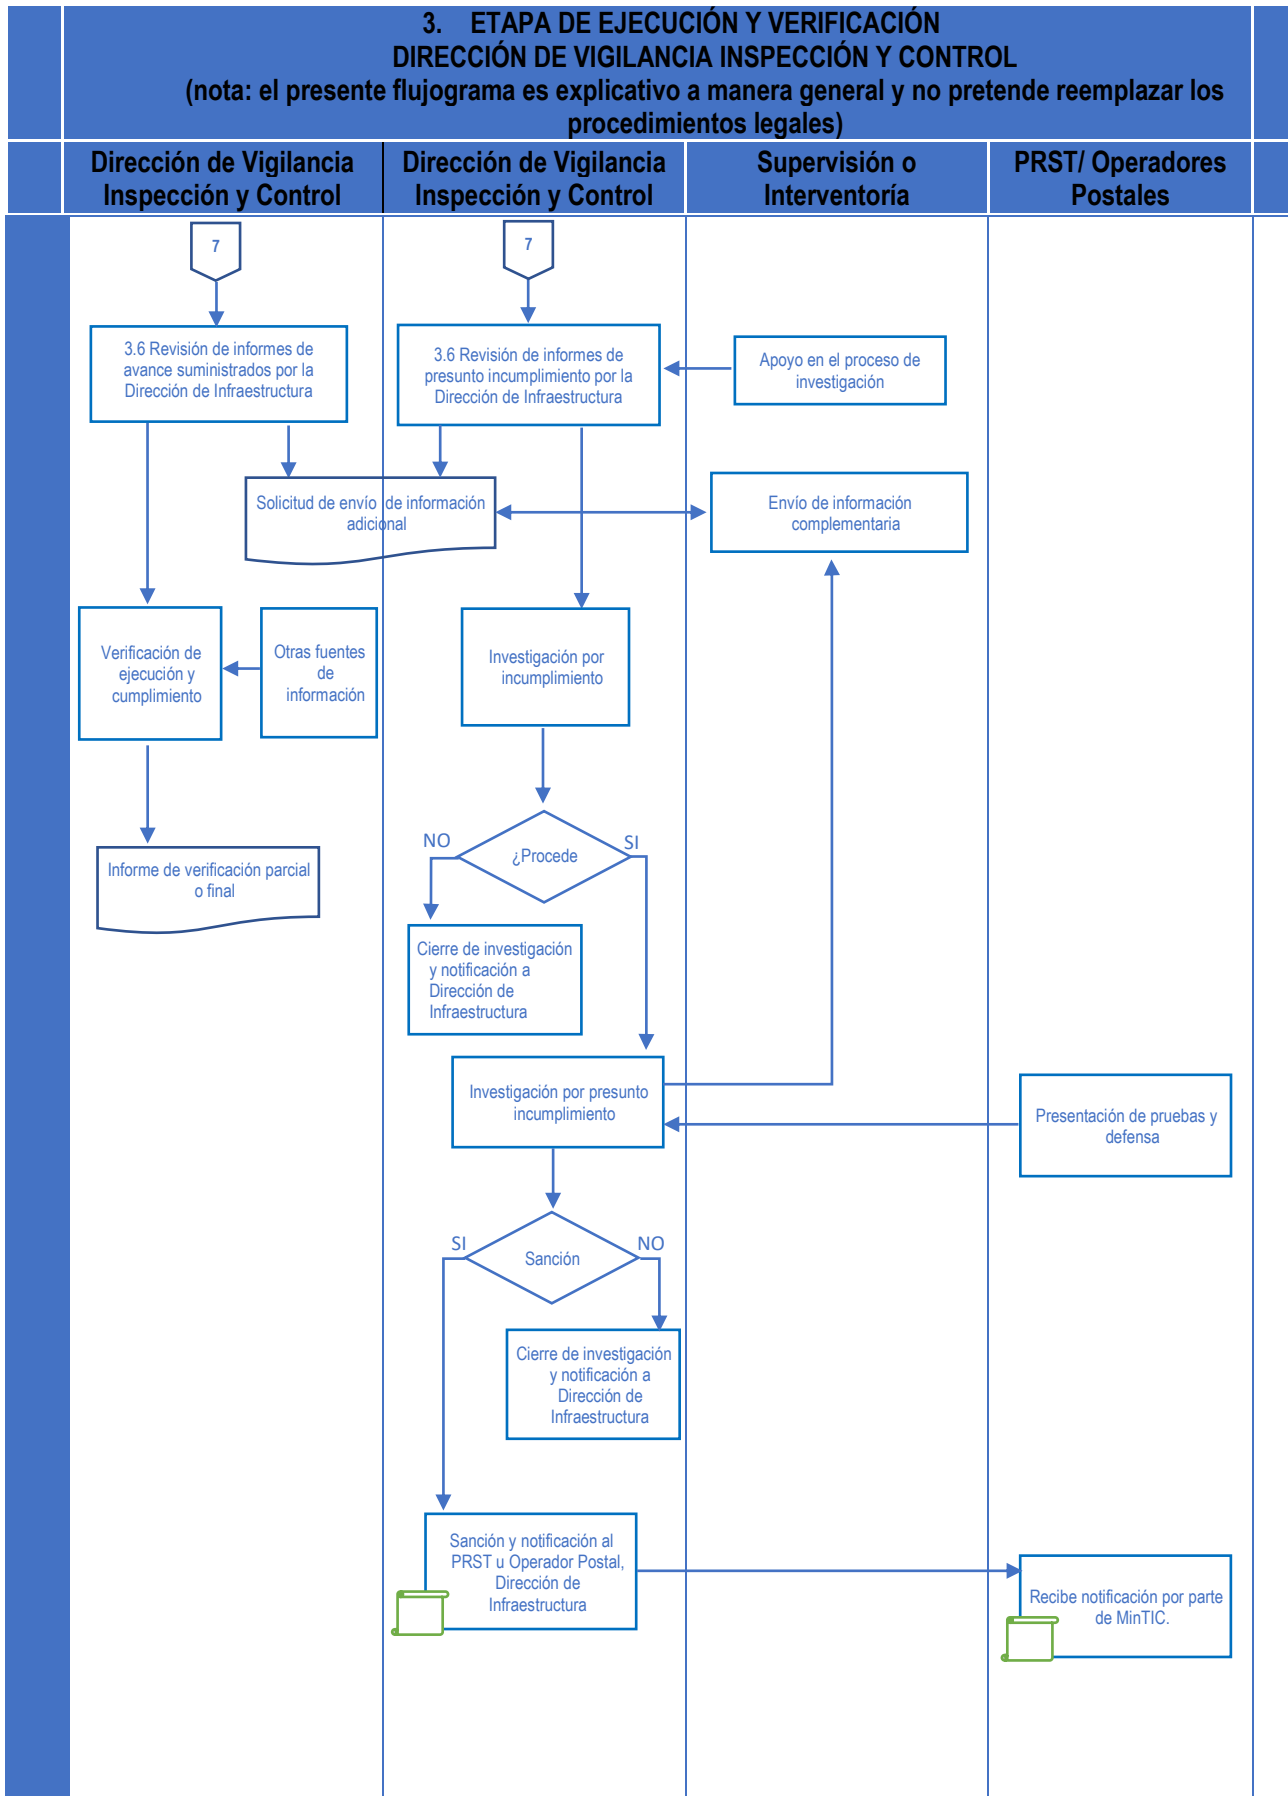 3. ETAPA DE EJECUCIÓN Y VERIFICACIÓN
DIRECCIÓN DE VIGILANCIA INSPECCIÓN Y CONTROL
(nota: el presente flujograma es explicativo a manera general y no pretende reemplazar los
procedimientos legales)
Dirección de Vigilancia
Inspección y Control
Dirección de Vigilancia
Inspección y Control
Supervisión o
Interventoría
PRST/ Operadores
Postales
7
7
3.6 Revisión de informes de
avance suministrados por la
Dirección de Infraestructura
3.6 Revisión de informes de
presunto incumplimiento por la
Dirección de Infraestructura
Apoyo en el proceso de
investigación
Solicitud de envío de información
adicional
Envío de información
complementaria
Verificación de
ejecución y
cumplimiento
Otras fuentes
de
información
Investigación por
incumplimiento
NO
¿Procede
SI
Informe de verificación parcial
o final
Cierre de investigación
y notificación a
Dirección de
Infraestructura
Investigación por presunto
incumplimiento
Presentación de pruebas y
defensa
SI
Sanción
NO
Cierre de investigación
y notificación a
Dirección de
Infraestructura
Sanción y notificación al
PRST u Operador Postal,
Dirección de
Infraestructura
Recibe notificación por parte
de MinTIC.